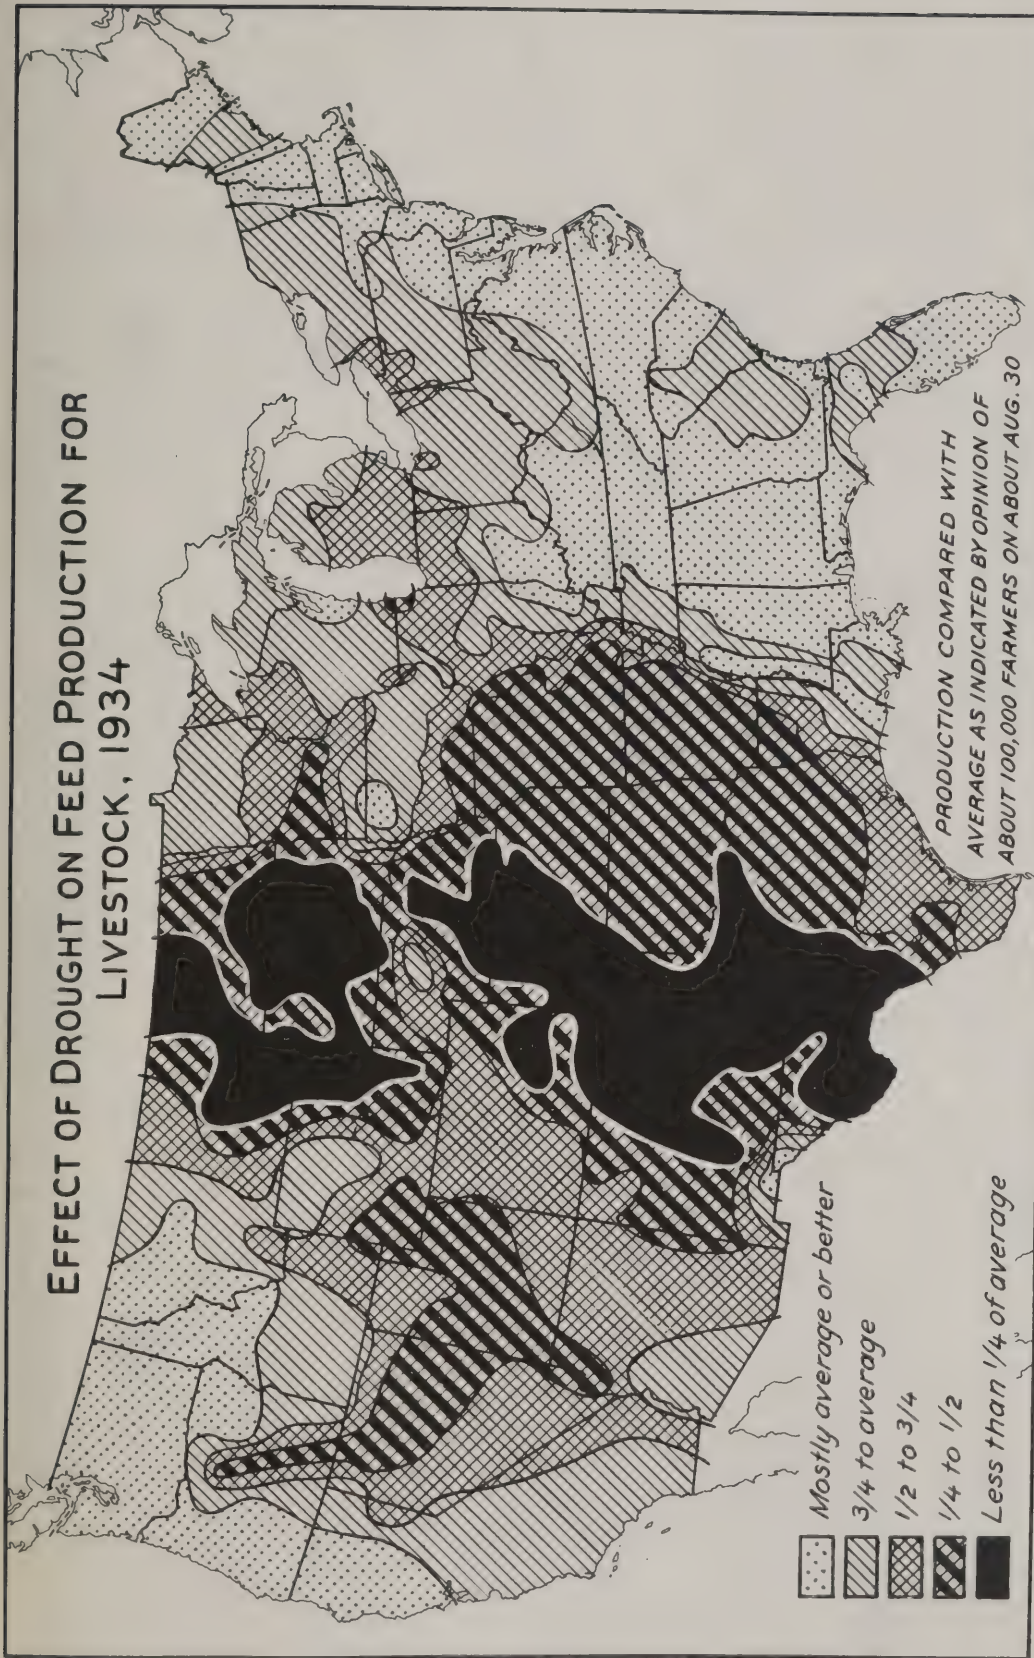 EFFECT OF DROUGHT ON FEED PRODUCTION FOR
LIVESTOCK, 1934
Mostly average or better
3/4 to average
1/2 to 3/4
1/4 to 1/2
Less than 1/4 of average
PRODUCTION COMPARED WITH
AVERAGE AS INDICATED BY OPINION OF
ABOUT 100,000 FARMERS ON ABOUT AUG. 30